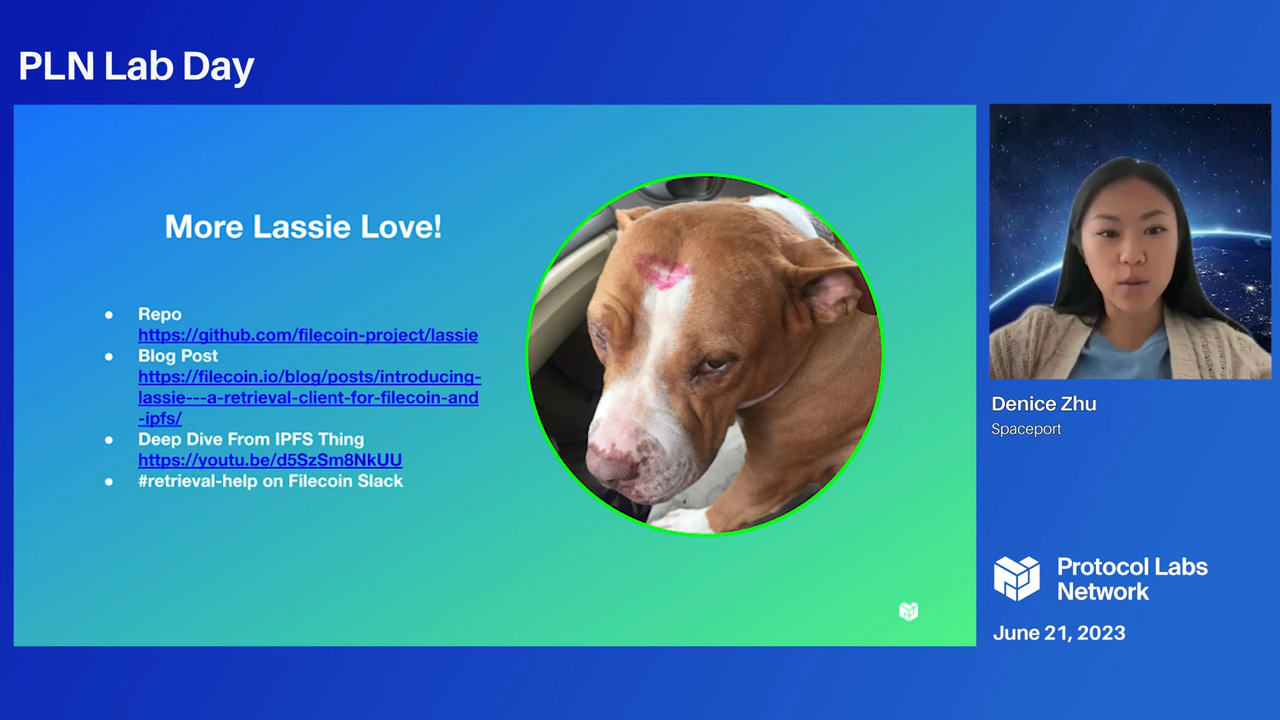 PLN Lab Day
More Lassie Love!
● Repo
https://github.com/filecoin-project/lassie
● Blog Post
https://filecoin.io/blog/posts/introducing-
lassie---a-retrieval-client-for-filecoin-and
-ipfs/
● Deep Dive From IPFS Thing
https://youtu.be/d5SzSm8NkUU
● #retrieval-help on Filecoin Slack
Denice Zhu
Spaceport
Protocol Labs
Network
June 21, 2023